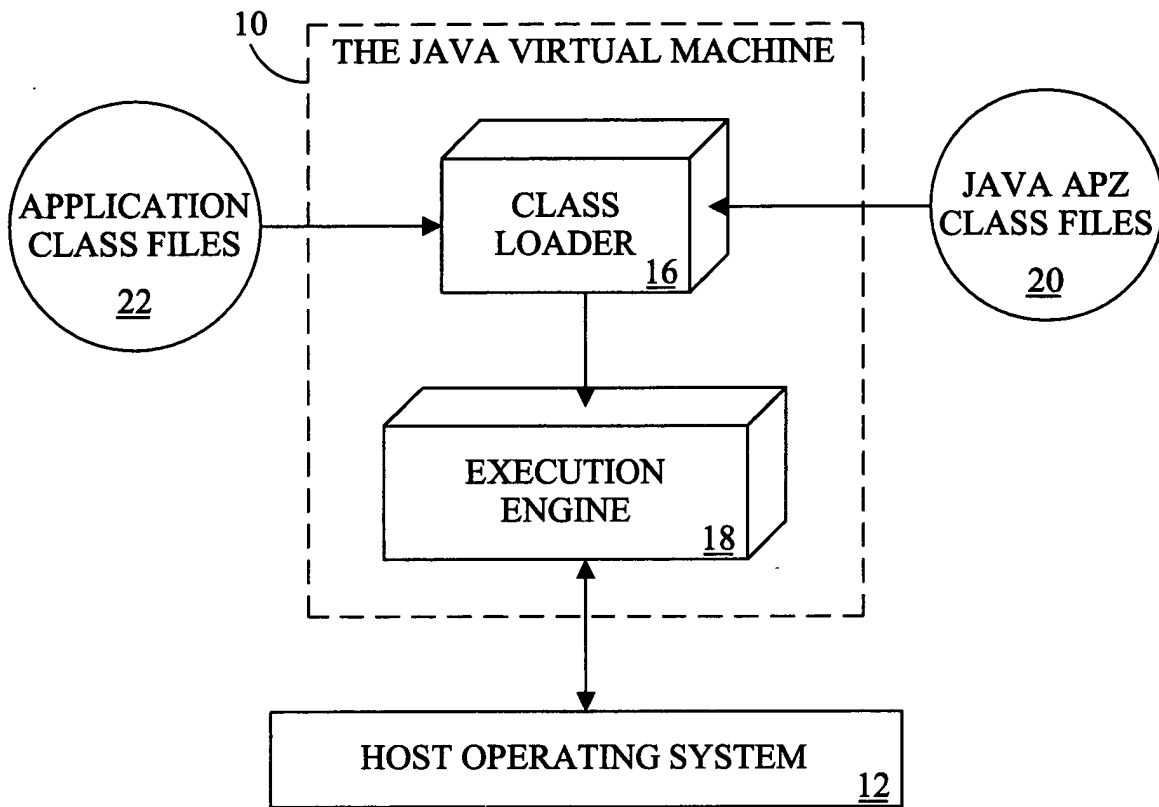 10
THE JAVA VIRTUAL MACHINE
APPLICATION
CLASS FILES
22
CLASS
LOADER
16
JAVA APZ
CLASS FILES
20
EXECUTION
ENGINE
18
HOST OPERATING SYSTEM
12